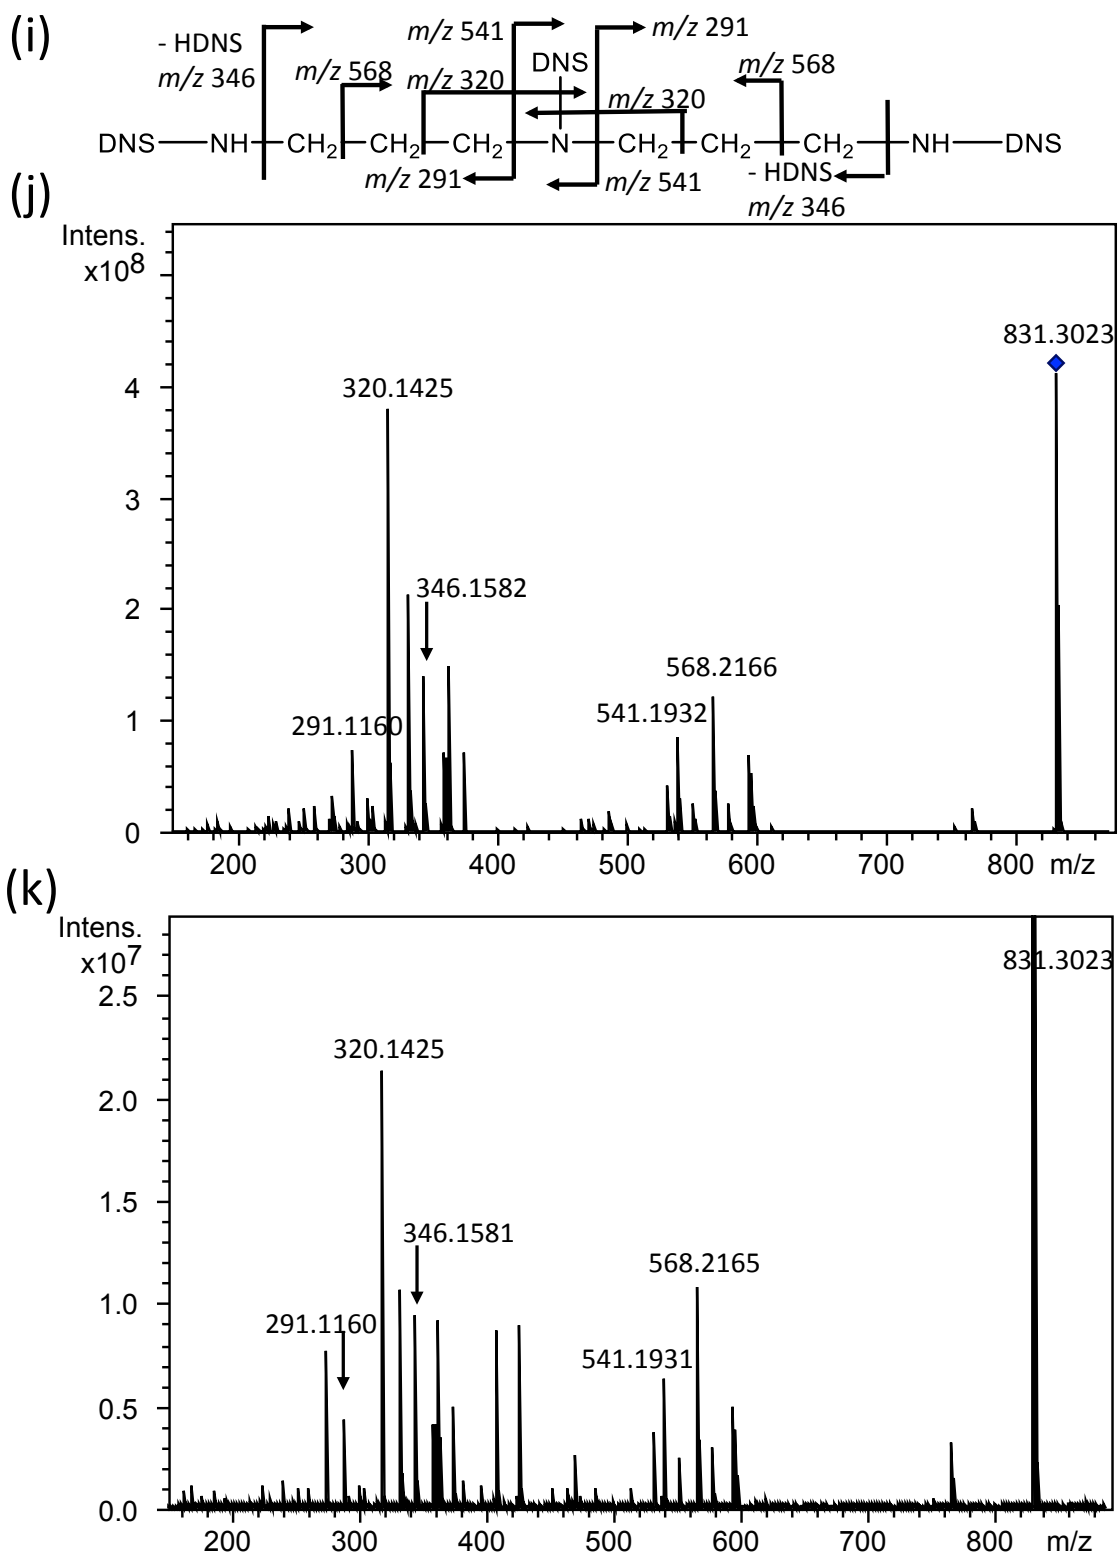 (i)
- HDNS
m/z 346
m/z 568
m/z 541
m/z 320
DNS
m/z 291
m/z 320
m/z 568
DNS—NH—CH2—CH2—CH2—N—CH2—CH2—CH2—NH—DNS
m/z 291
m/z 541
- HDNS
m/z 346
(j)
Intens.
x10^8
831.3023
4
320.1425
3
346.1582
2
568.2166
541.1932
291.1160
1
0
200 300 400 500 600 700 800 m/z
(k)
Intens.
x10^7
831.3023
2.5
320.1425
2.0
1.5
346.1581
568.2165
291.1160
1.0
541.1931
0.5
0.0
200 300 400 500 600 700 800 m/z